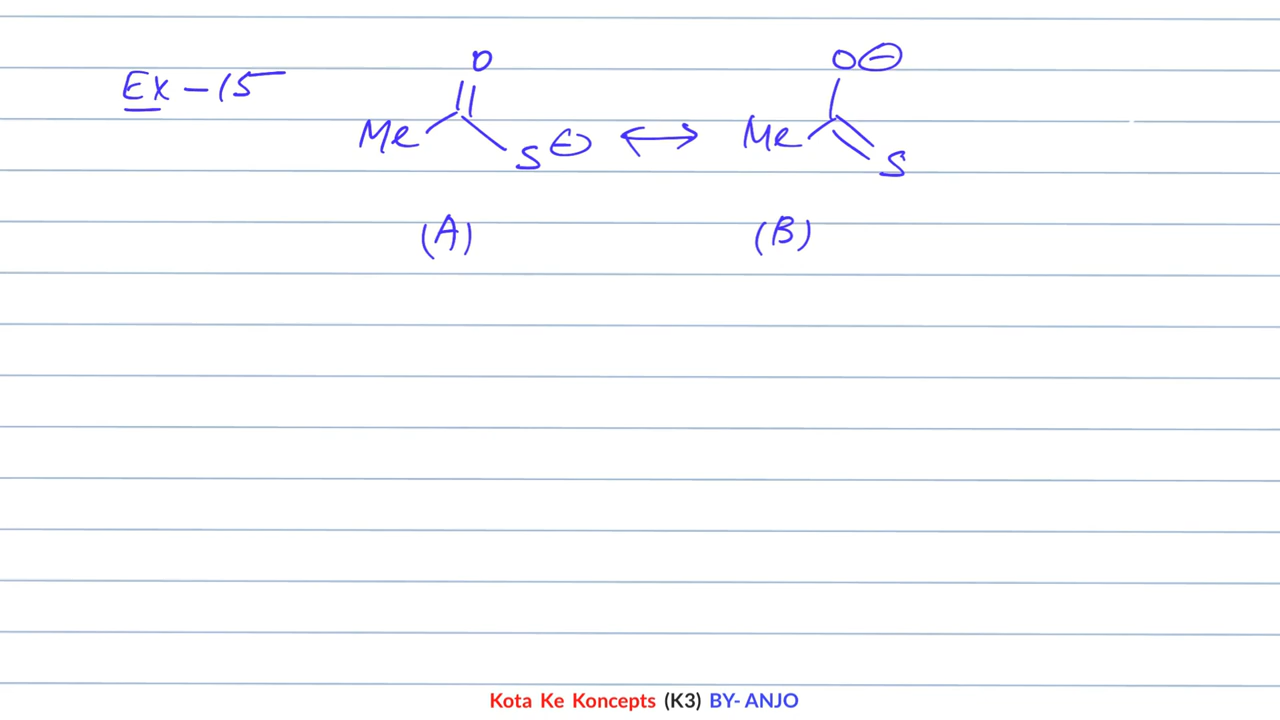 Ex - 15
O
Me
S ⊖
↔
O ⊖
Me
S
(A)
(B)
Kota Ke Koncepts (K3) BY- ANJO